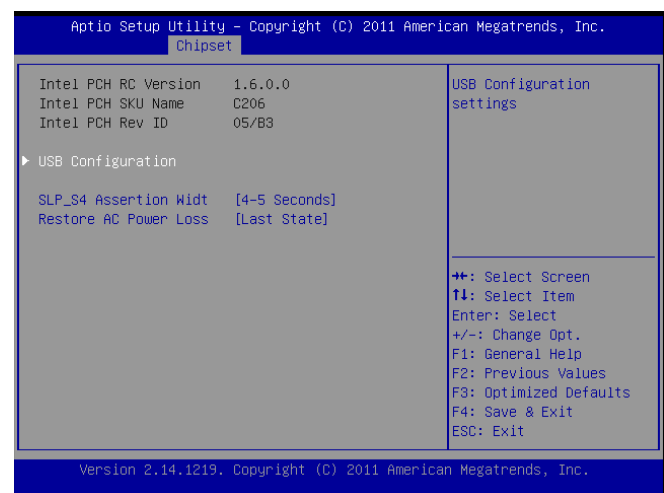 Aptio Setup Utility – Copyright (C) 2011 American Megatrends, Inc.
Chipset
Intel PCH RC Version 1.6.0.0
Intel PCH SKU Name C206
Intel PCH Rev ID 05/B3
USB Configuration
SLP_S4 Assertion Widt [4-5 Seconds]
Restore AC Power Loss [Last State]
USB Configuration
settings
→←: Select Screen
↑↓: Select Item
Enter: Select
+/-: Change Opt.
F1: General Help
F2: Previous Values
F3: Optimized Defaults
F4: Save & Exit
ESC: Exit
Version 2.14.1219. Copyright (C) 2011 American Megatrends, Inc.